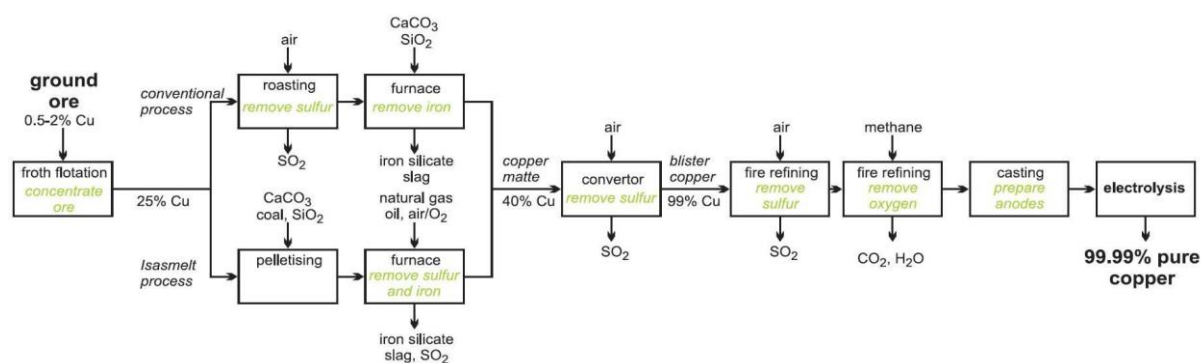 ground
ore
0.5-2% Cu
froth flotation
concentrate
ore
25% Cu
conventional
process
air
roasting
remove sulfur
SO₂
CaCO₃
SiO₂
furnace
remove iron
iron silicate
slag
Isasmelt
process
CaCO₃
coal, SiO₂
pelletising
natural gas
oil, air/O₂
furnace
remove sulfur
and iron
iron silicate
slag, SO₂
copper
matte
40% Cu
air
convertor
remove sulfur
SO₂
blister
copper
99% Cu
air
fire refining
remove
sulfur
SO₂
methane
fire refining
remove
oxygen
CO₂, H₂O
casting
prepare
anodes
electrolysis
99.99% pure
copper